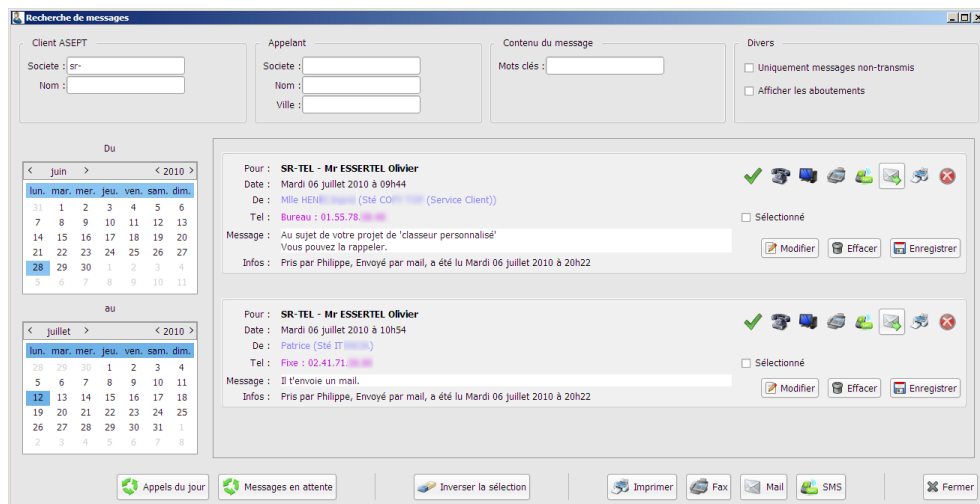 Recherche de messages
Client ASEPT
Societe : sr-
Nom :
Appelant
Societe :
Nom :
Ville :
Contenu du message
Mots clés :
Divers
Uniquement messages non-transmis
Afficher les aboutements
Du
< juin > < 2010 >
lun. mar. mer. jeu. ven. sam. dim.
31 1 2 3 4 5 6
7 8 9 10 11 12 13
14 15 16 17 18 19 20
21 22 23 24 25 26 27
28 29 30 1 2 3 4
5 6 7 8 9 10 11
au
< juillet > < 2010 >
lun. mar. mer. jeu. ven. sam. dim.
28 29 30 1 2 3 4
5 6 7 8 9 10 11
12 13 14 15 16 17 18
19 20 21 22 23 24 25
26 27 28 29 30 31 1
2 3 4 5 6 7 8
Pour : SR-TEL - Mr ESSERTEL Olivier
Date : Mardi 06 juillet 2010 à 09h44
De : Mlle (Sté (Service Client))
Tel : Bureau : 01.55.78.
Message : Au sujet de votre projet de 'classeur personnalisé'
Vous pouvez la rappeler.
Infos : Pris par Philippe, Envoyé par mail, a été lu Mardi 06 juillet 2010 à 20h22
Sélectionné
Modifier Effacer Enregistrer
Pour : SR-TEL - Mr ESSERTEL Olivier
Date : Mardi 06 juillet 2010 à 10h54
De : Patrice (Sté
Tel : Fixe : 02.41.71.
Message : Il t'envoie un mail.
Infos : Pris par Philippe, Envoyé par mail, a été lu Mardi 06 juillet 2010 à 20h22
Sélectionné
Modifier Effacer Enregistrer
Appels du jour Messages en attente Inverser la sélection Imprimer Fax Mail SMS Fermer